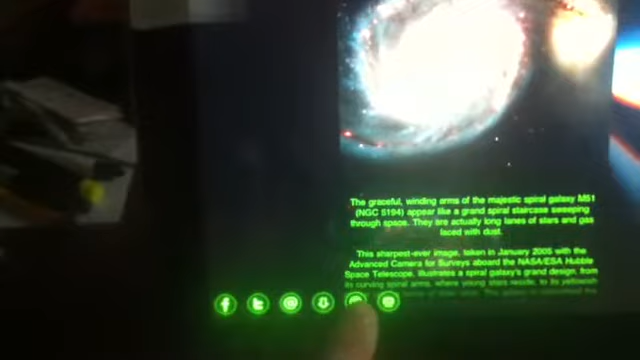 The graceful, winding arms of the majestic spiral galaxy M51
(NGC 5194) appear like a grand spiral staircase sweeping
through space. They are actually long lanes of stars and gas
laced with dust.
This sharpest-ever image, taken in January 2005 with the
Advanced Camera for Surveys aboard the NASA/ESA Hubble
Space Telescope, illustrates a spiral galaxy's grand design, from
its curving spiral arms, where young stars reside, to its yellowish